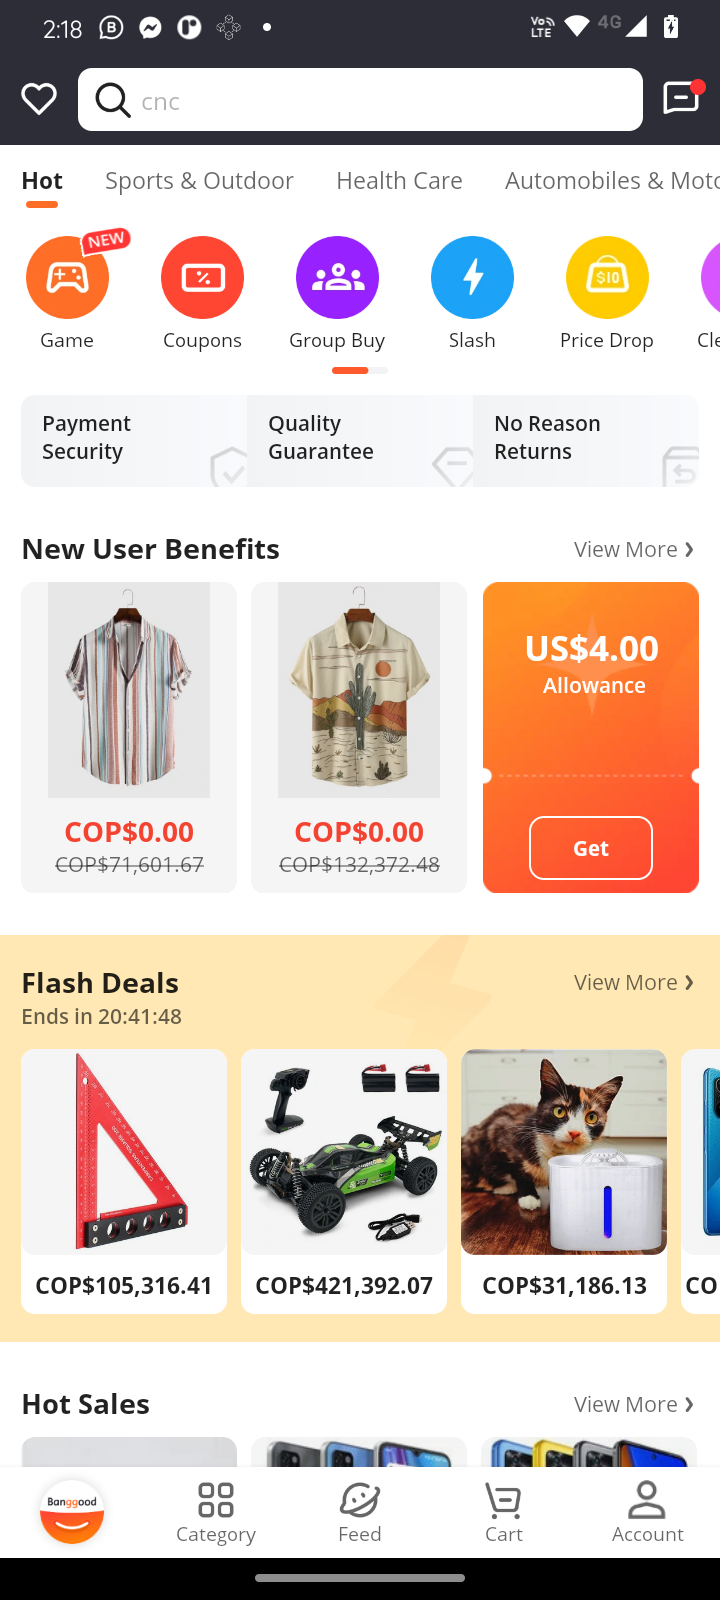 2:18
Vo LTE
4G
cnc
Hot
Sports & Outdoor
Health Care
Automobiles & Moto
NEW
Game
Coupons
Group Buy
$10
Slash
Price Drop
Cle
Payment
Security
Quality
Guarantee
No Reason
Returns
New User Benefits
View More
US$4.00
Allowance
COP$0.00
COP$71,601.67
COP$0.00
COP$132,372.48
Get
Flash Deals
View More
Ends in 20:41:48
COP$105,316.41
COP$421,392.07
COP$31,186.13
CO
Hot Sales
View More
Banggood
Category
Feed
Cart
Account